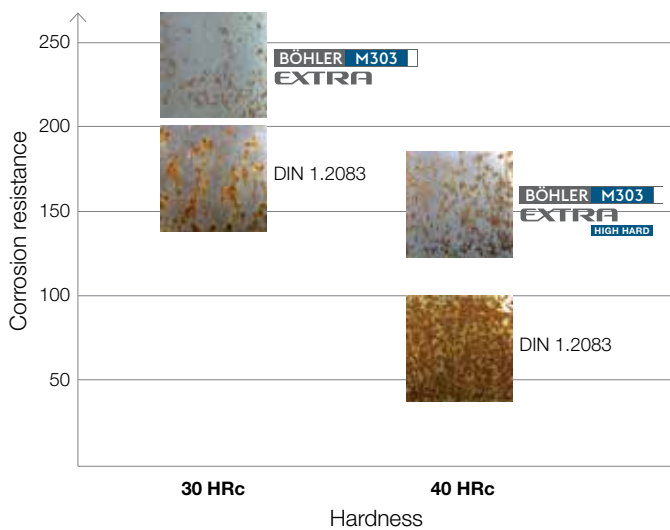 250
BÖHLER M303
EXTRA
200
DIN 1.2083
BÖHLER M303
EXTRA
HIGH HARD
150
100
DIN 1.2083
50
Corrosion resistance
30 HRc 40 HRc
Hardness